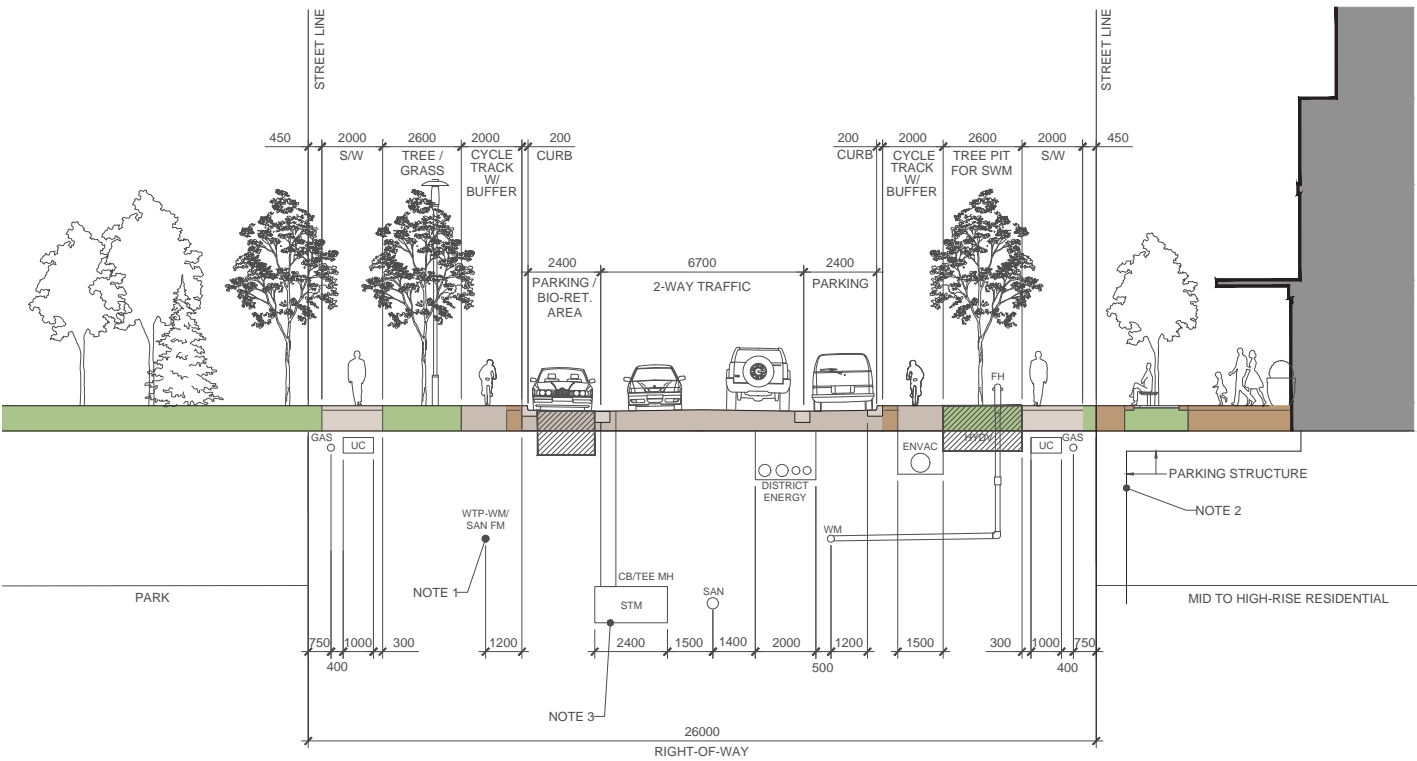 STREET LINE
STREET LINE
450 2000 2600 2000 200
S/W TREE / GRASS CYCLE TRACK W/ BUFFER CURB
200 2000 2600 2000 450
CURB CYCLE TRACK W/ BUFFER TREE PIT FOR SWM S/W
2400 6700 2400
PARKING / BIO-RET. AREA
2-WAY TRAFFIC
PARKING
FH
GAS
UC
ENVAC
HYDV
UC
GAS
DISTRICT
ENERGY
PARKING STRUCTURE
NOTE 2
WTP-WM/
SAN FM
WM
NOTE 1
CB/TEE MH
STM
SAN
PARK
MID TO HIGH-RISE RESIDENTIAL
750 1000 300 1200 2400 1500 1400 2000 1200 1500 300 1000 750
400 500 400
NOTE 3
26000
RIGHT-OF-WAY